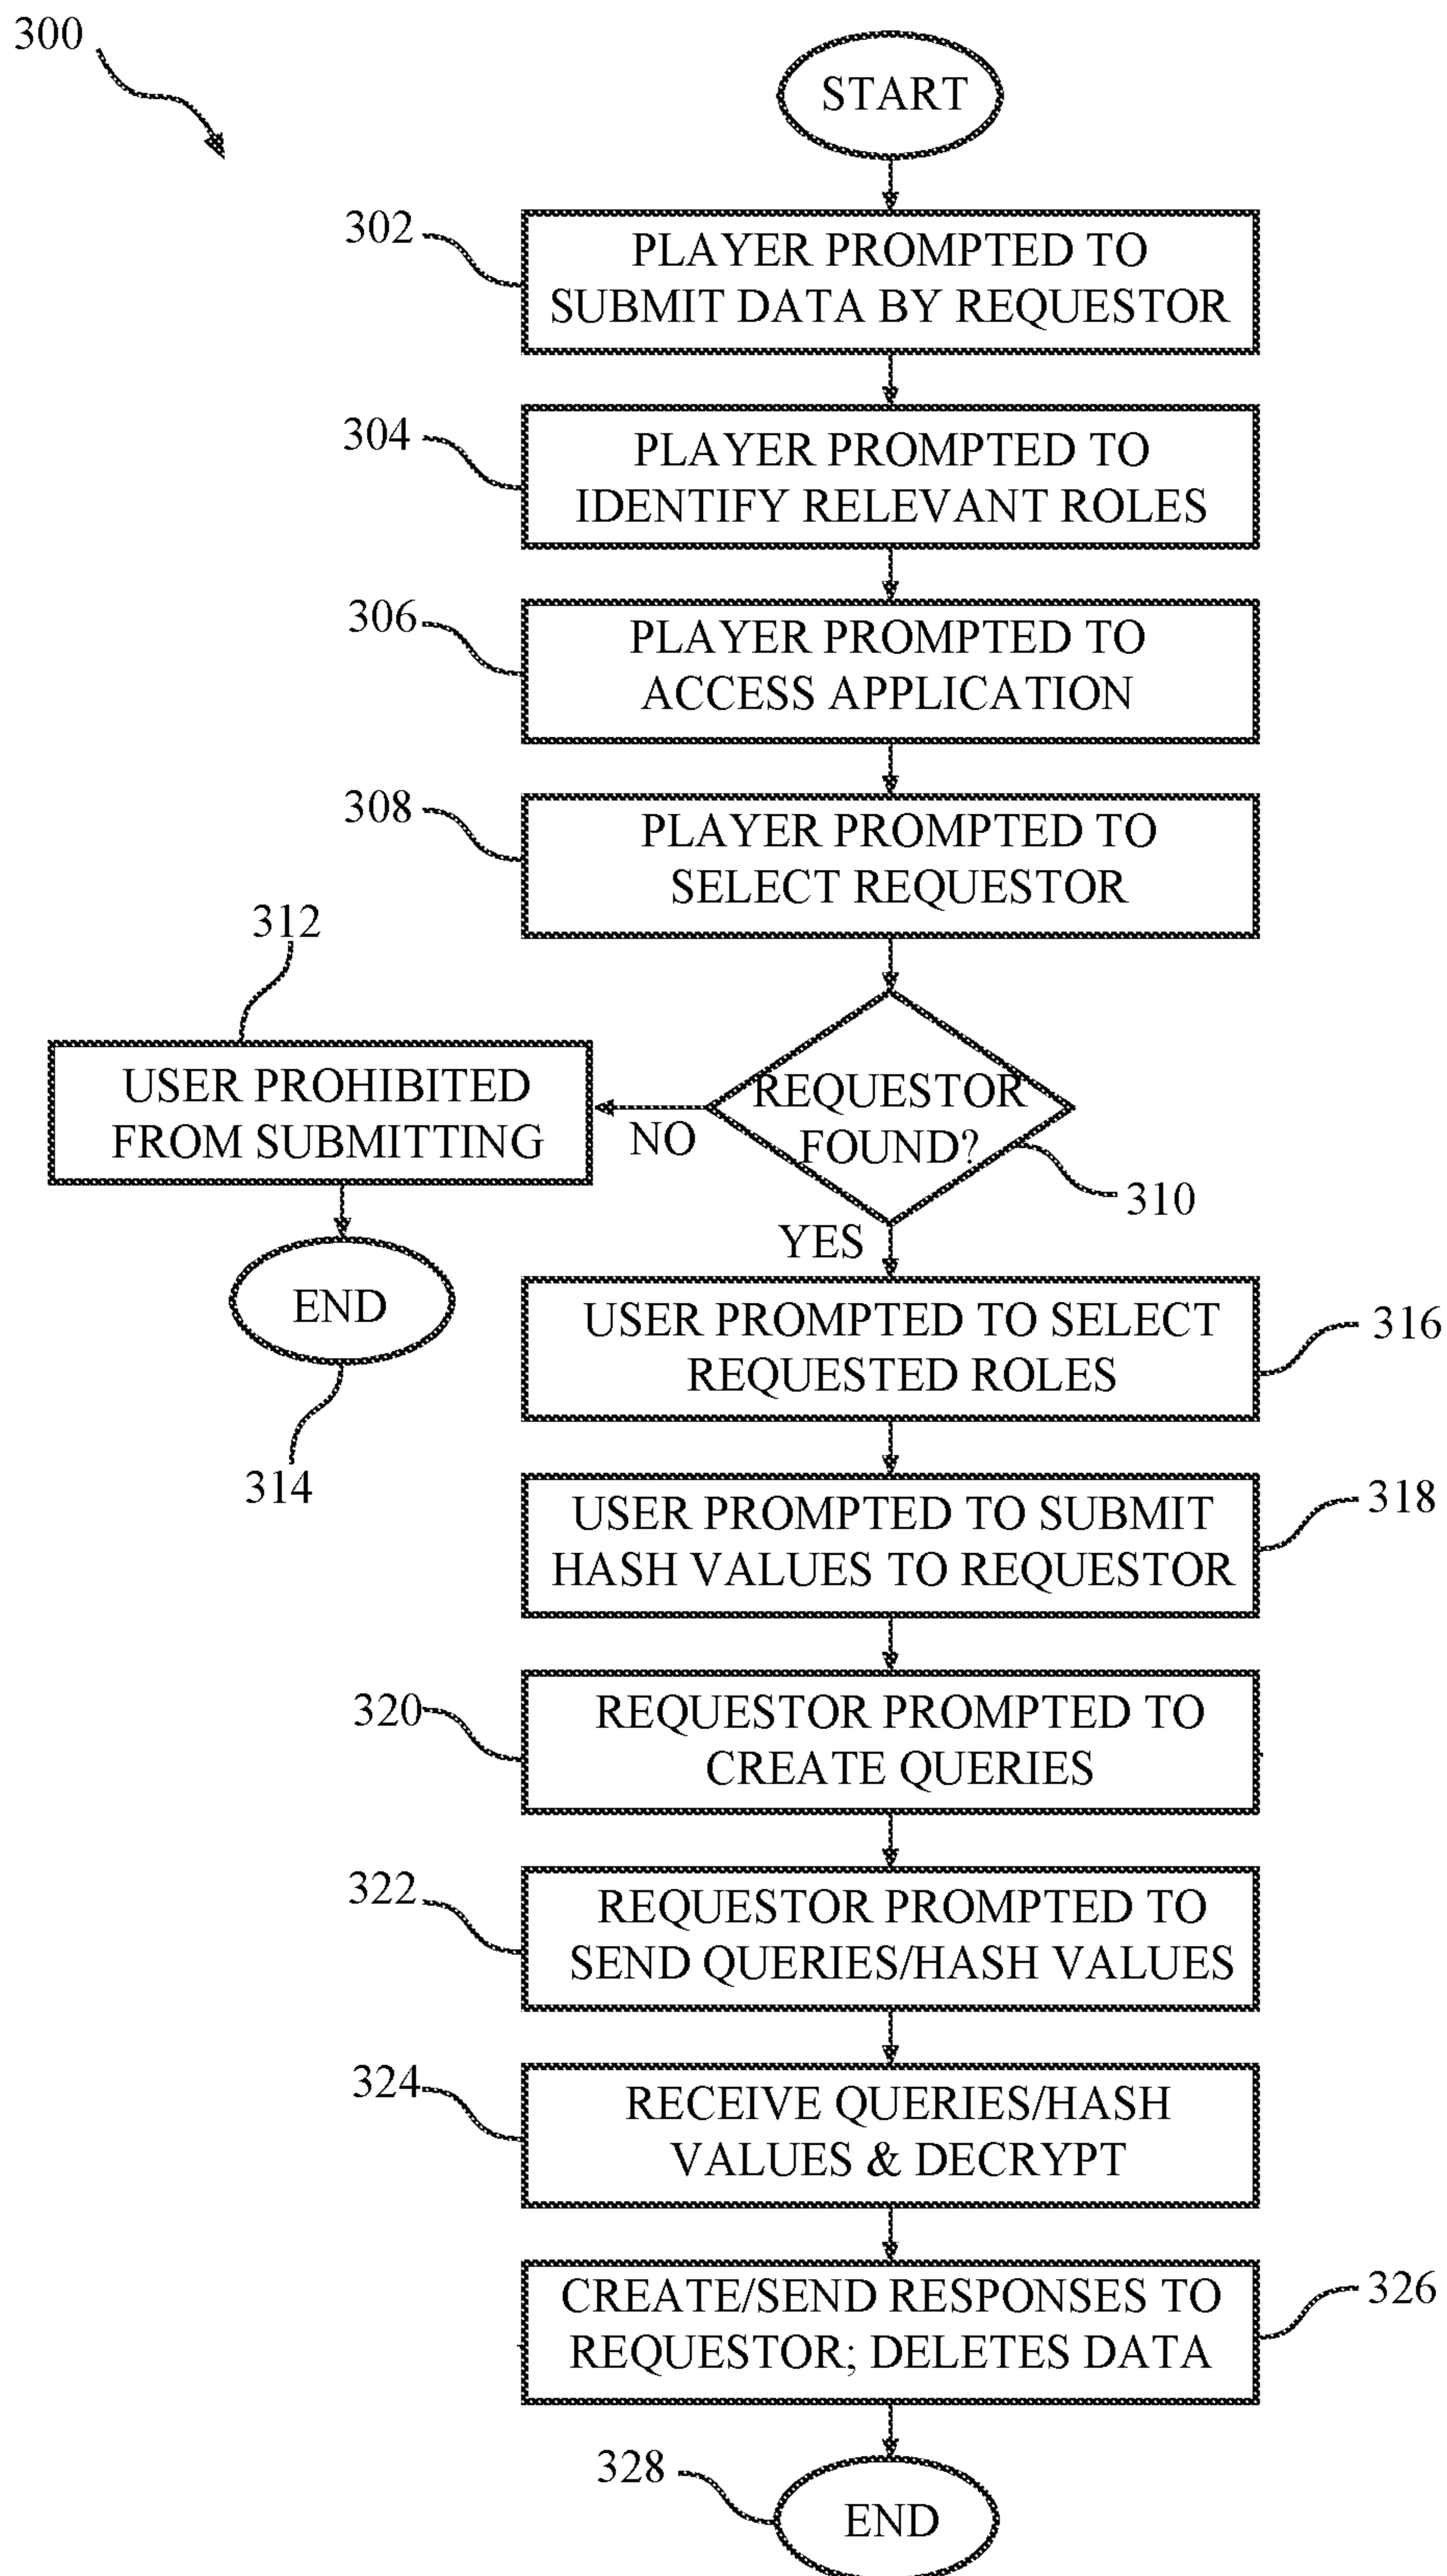 300
START
302
PLAYER PROMPTED TO
SUBMIT DATA BY REQUESTOR
304
PLAYER PROMPTED TO
IDENTIFY RELEVANT ROLES
306
PLAYER PROMPTED TO
ACCESS APPLICATION
308
PLAYER PROMPTED TO
SELECT REQUESTOR
312
USER PROHIBITED
FROM SUBMITTING
NO
REQUESTOR
FOUND?
310
YES
END
314
USER PROMPTED TO SELECT
REQUESTED ROLES
316
USER PROMPTED TO SUBMIT
HASH VALUES TO REQUESTOR
318
320
REQUESTOR PROMPTED TO
CREATE QUERIES
322
REQUESTOR PROMPTED TO
SEND QUERIES/HASH VALUES
324
RECEIVE QUERIES/HASH
VALUES & DECRYPT
CREATE/SEND RESPONSES TO
REQUESTOR; DELETES DATA
326
328
END